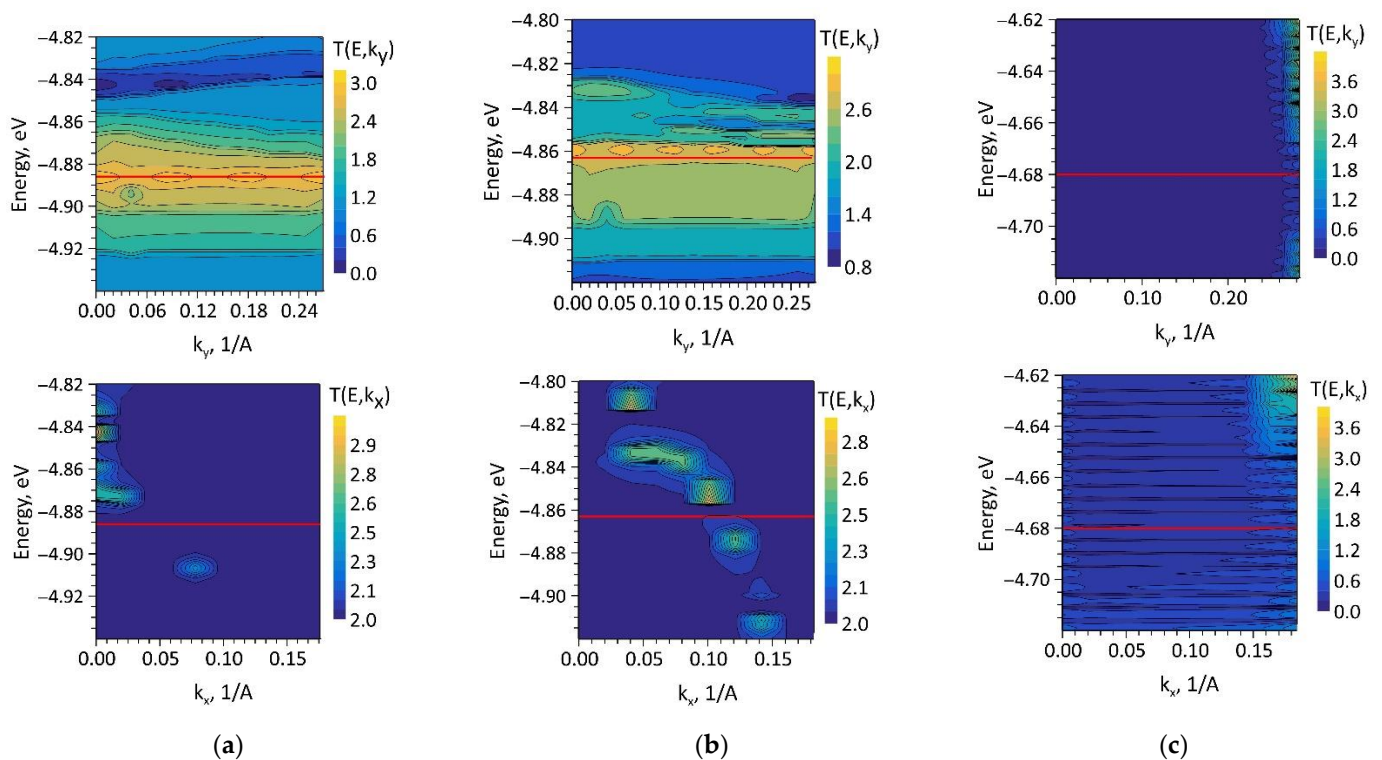 −4.82
−4.84
−4.86
−4.88
−4.90
−4.92
Energy, eV
0.00 0.06 0.12 0.18 0.24
k_y, 1/A
T(E,k_y)
3.0
2.4
1.8
1.2
0.6
0.0
−4.80
−4.82
−4.84
−4.86
−4.88
−4.90
Energy, eV
0.00 0.05 0.10 0.15 0.20 0.25
k_y, 1/A
T(E,k_y)
2.6
2.0
1.4
0.8
−4.62
−4.64
−4.66
−4.68
−4.70
Energy, eV
0.00 0.10 0.20
k_y, 1/A
T(E,k_y)
4.2
3.6
3.0
2.4
1.8
1.2
0.6
0.0
−4.82
−4.84
−4.86
−4.88
−4.90
−4.92
Energy, eV
0.00 0.05 0.10 0.15
k_x, 1/A
T(E,k_x)
2.9
2.8
2.6
2.5
2.3
2.1
2.0
−4.80
−4.82
−4.84
−4.86
−4.88
−4.90
Energy, eV
0.00 0.05 0.10 0.15
k_x, 1/A
T(E,k_x)
2.8
2.6
2.5
2.3
2.1
2.0
−4.62
−4.64
−4.66
−4.68
−4.70
Energy, eV
0.00 0.05 0.10 0.15
k_x, 1/A
T(E,k_x)
3.6
3.0
2.4
1.8
1.2
0.6
0.0
(a) (b) (c)